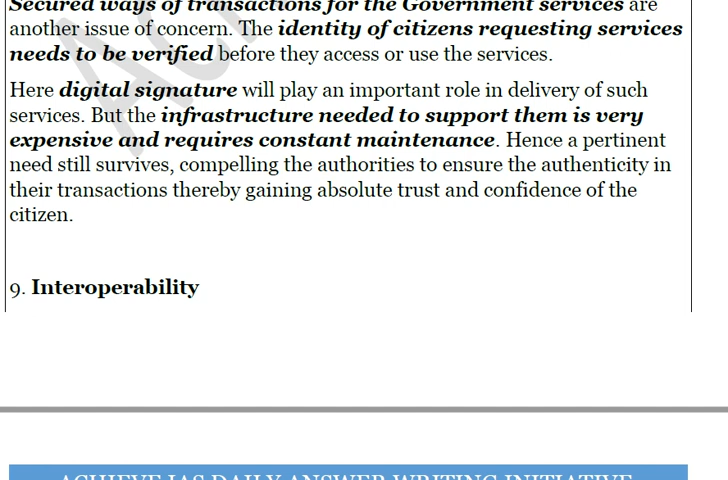 Secured ways of transactions for the Government services are
another issue of concern. The identity of citizens requesting services
needs to be verified before they access or use the services.
Here digital signature will play an important role in delivery of such
services. But the infrastructure needed to support them is very
expensive and requires constant maintenance. Hence a pertinent
need still survives, compelling the authorities to ensure the authenticity in
their transactions thereby gaining absolute trust and confidence of the
citizen.
9. Interoperability
ACHIEVE IAS DAILY ANSWER WRITING INITIATIVE